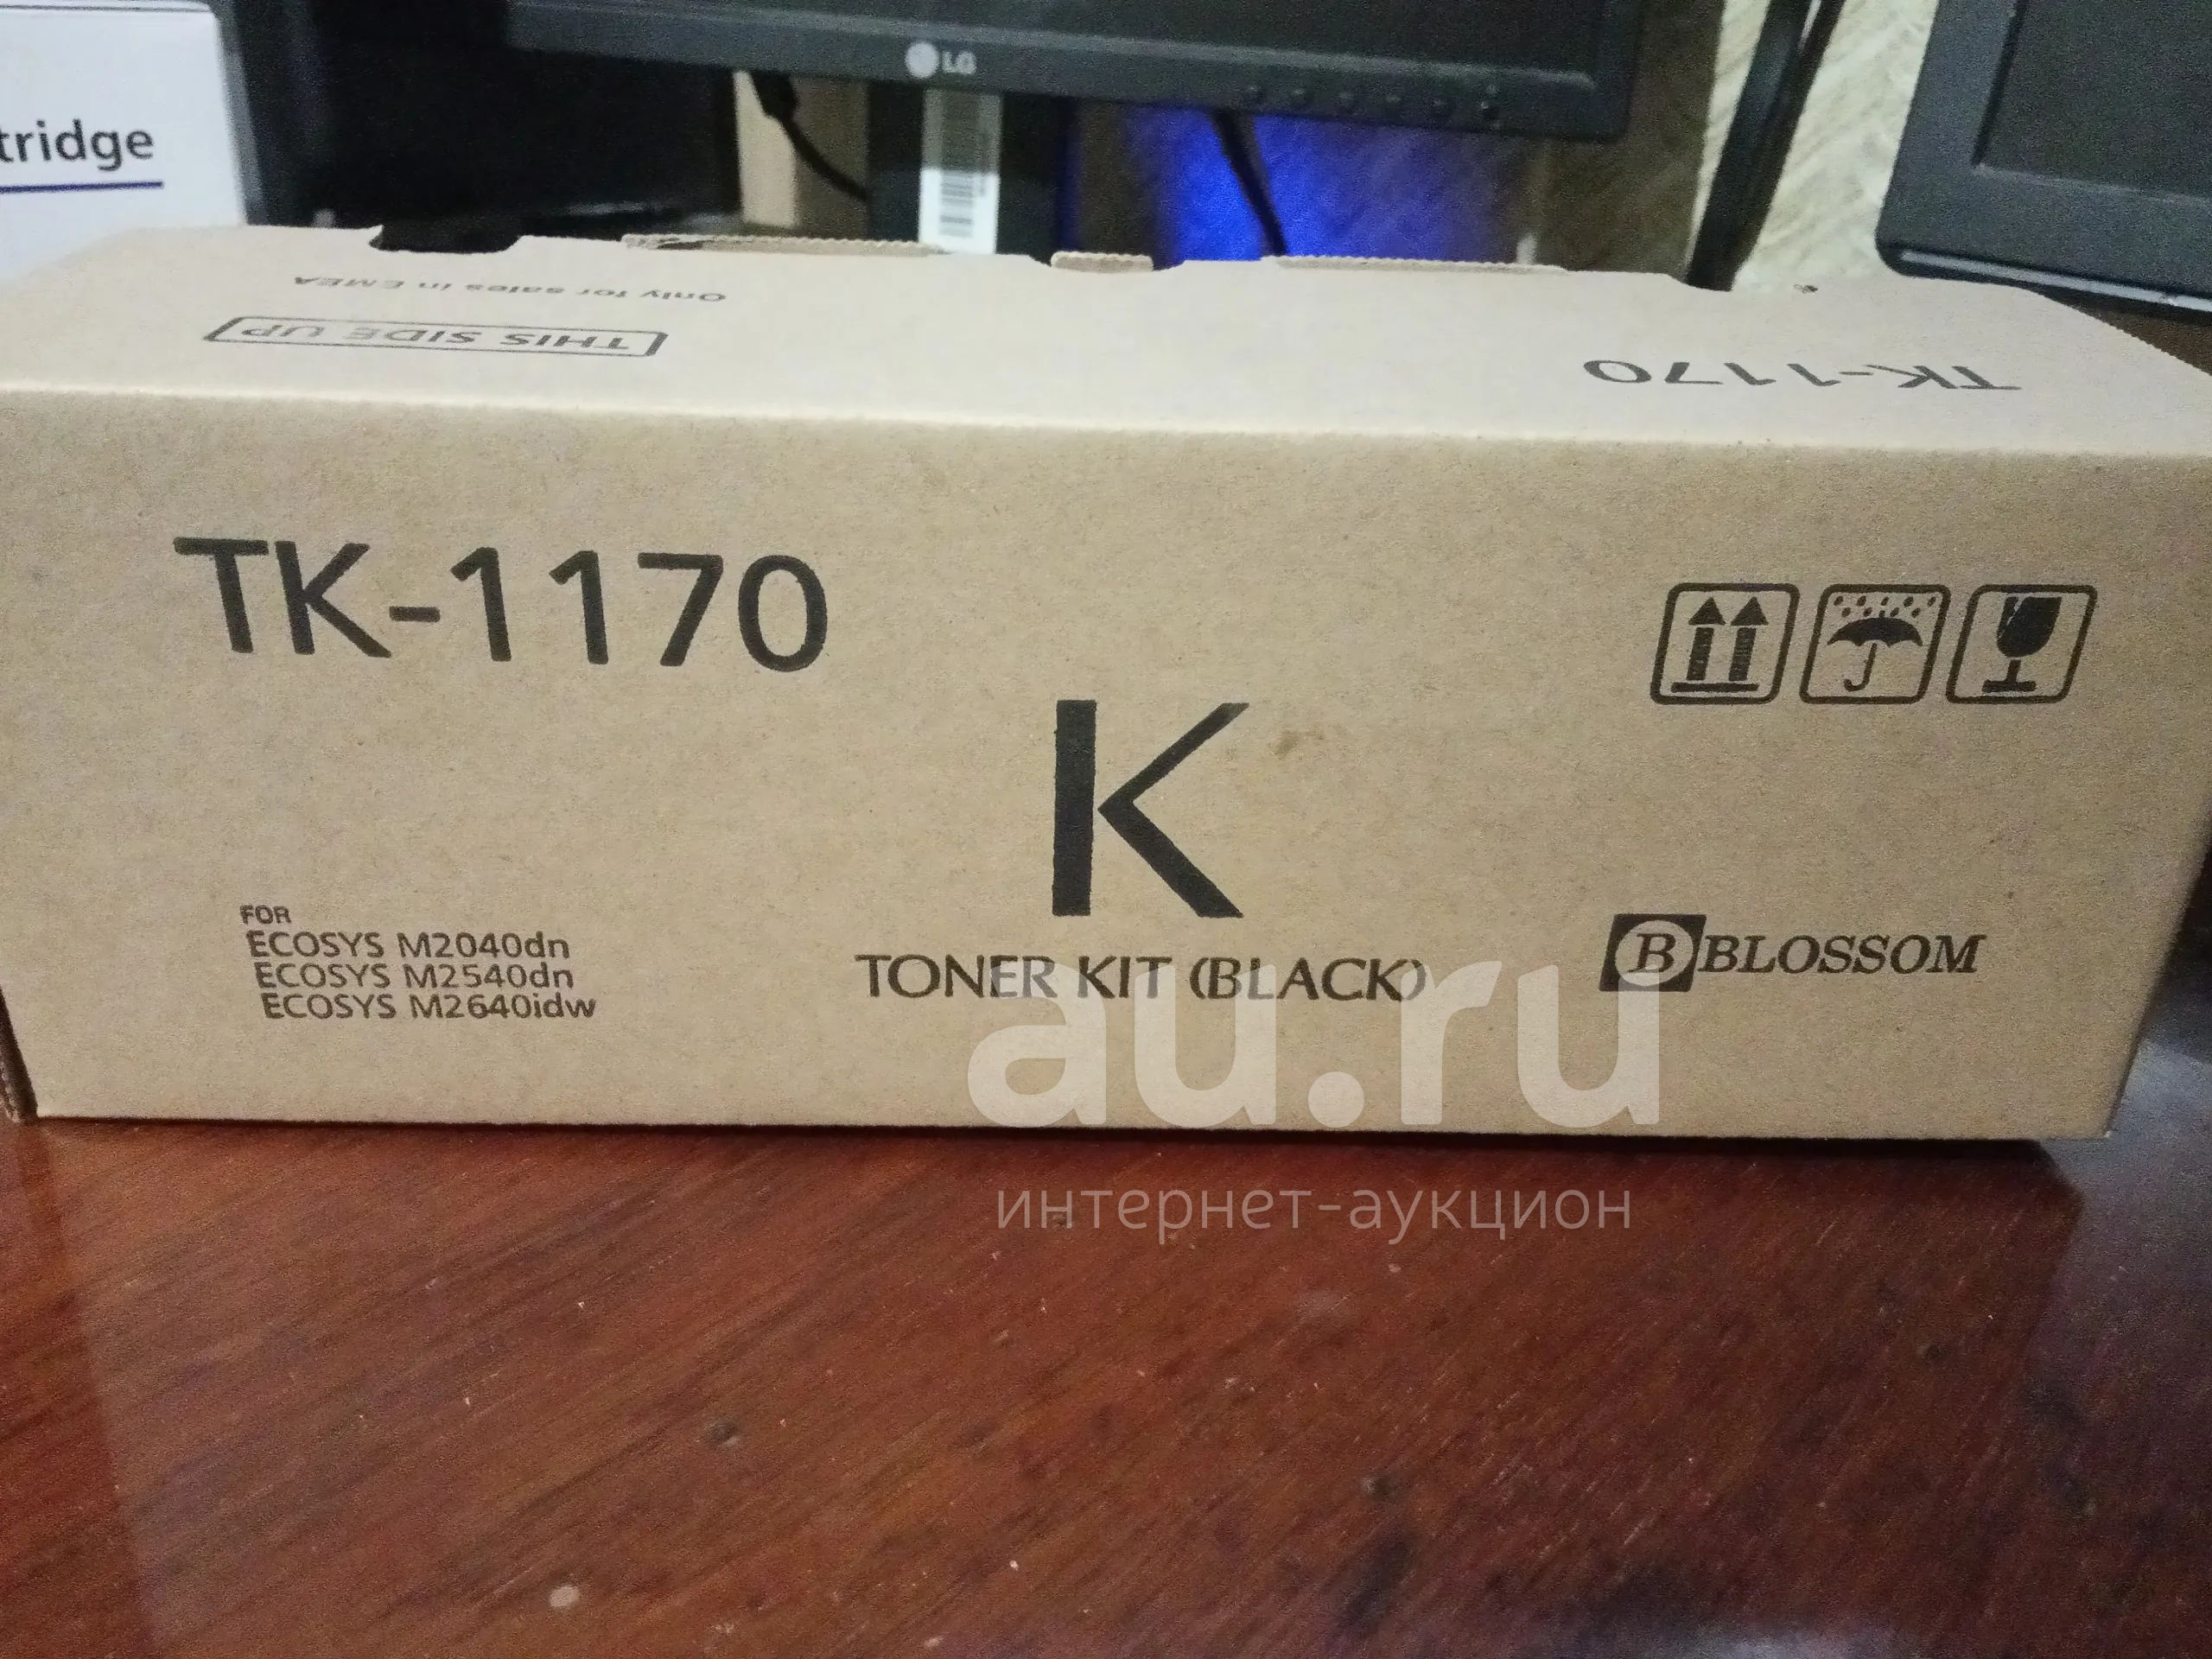 LG
tridge
Only for sales in EMEA
THIS SIDE UP
TK-1170
TK-1170
K
FOR
ECOSYS M2040dn
ECOSYS M2540dn
ECOSYS M2640idw
TONER KIT (BLACK)
B BLOSSOM
au.ru
интернет-аукцион